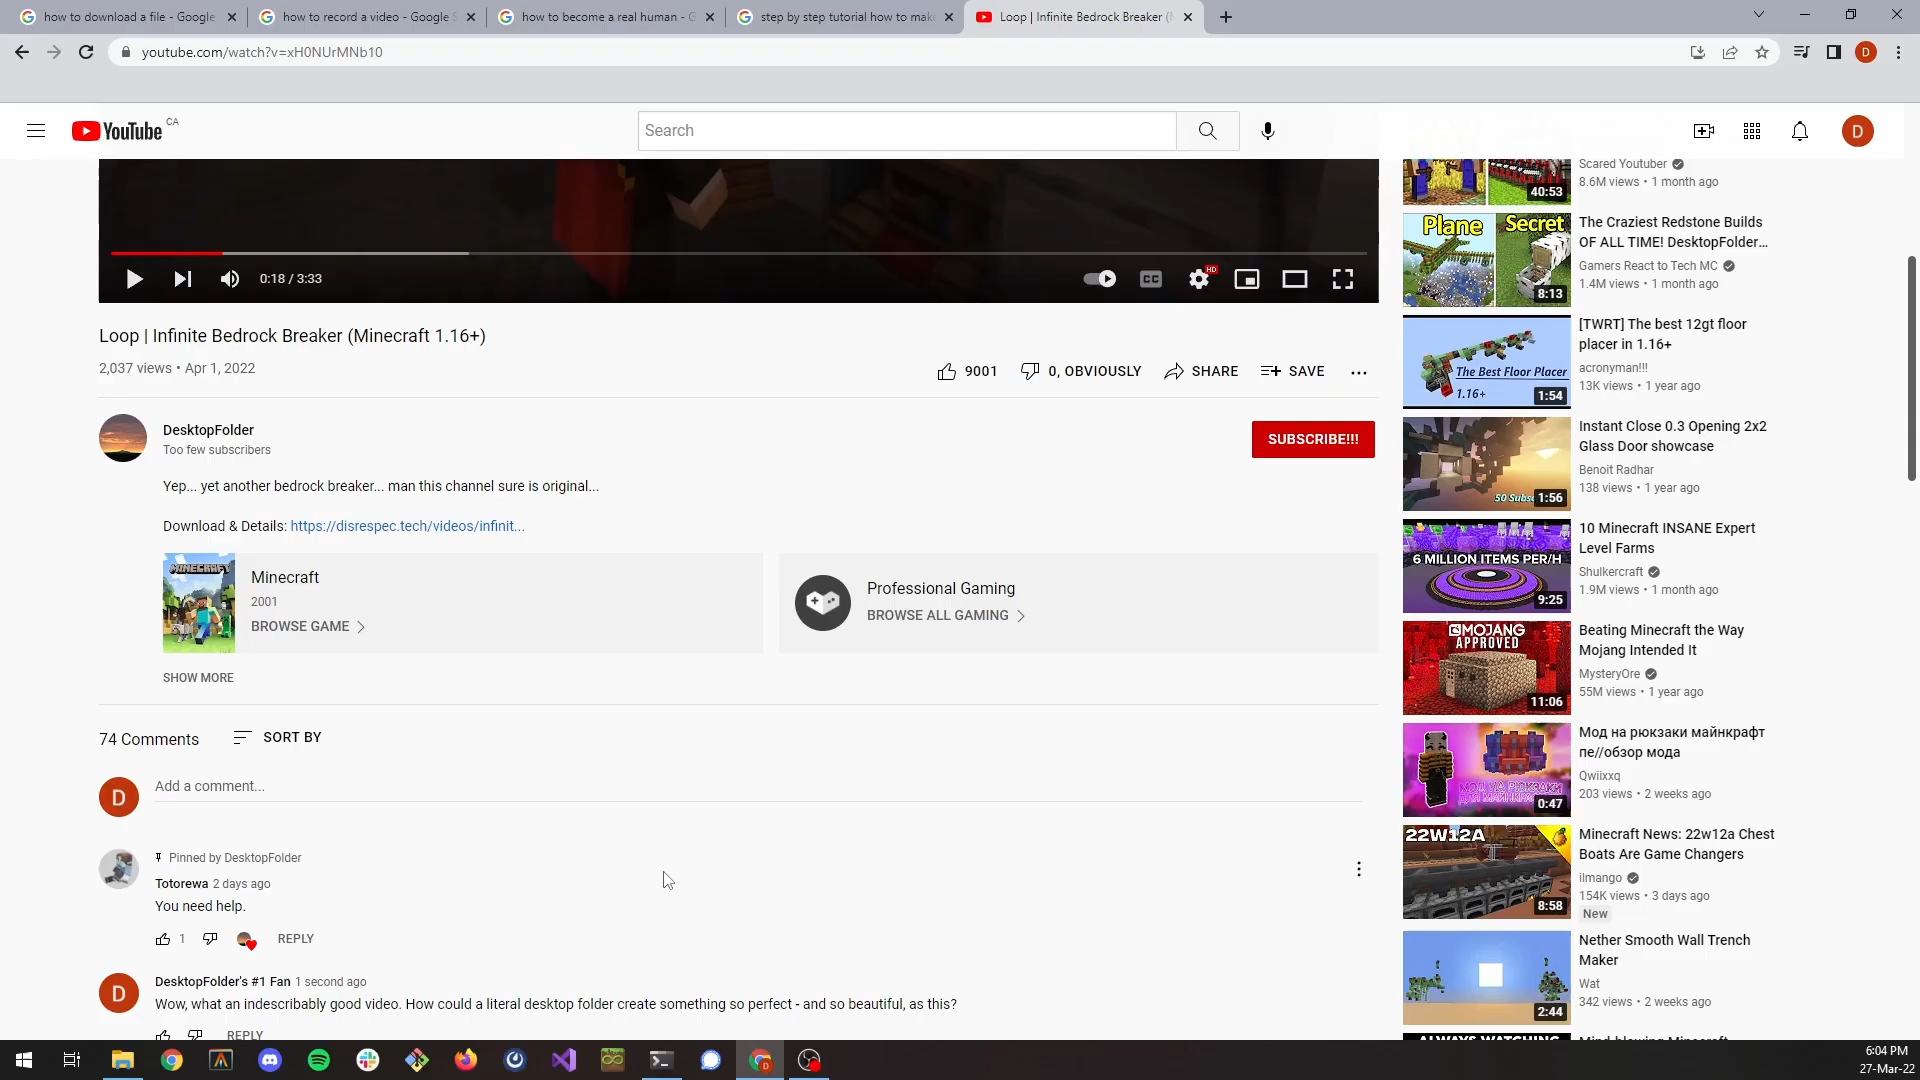 how to download a file - Google
how to record a video - Google S
how to become a real human - G
step by step tutorial how to mak
Loop | Infinite Bedrock Breaker (M
youtube.com/watch?v=xH0NUrMNb10
D
YouTube CA
Search
D
0:18 / 3:33
CC
HD
Loop | Infinite Bedrock Breaker (Minecraft 1.16+)
2,037 views • Apr 1, 2022
9001
0, OBVIOUSLY
SHARE
SAVE
DesktopFolder
Too few subscribers
SUBSCRIBE!!!
Yep... yet another bedrock breaker... man this channel sure is original...
Download & Details: https://disrespec.tech/videos/infinit...
MINECRAFT
Minecraft
2001
BROWSE GAME
Professional Gaming
BROWSE ALL GAMING
SHOW MORE
74 Comments
SORT BY
D
Add a comment...
Pinned by DesktopFolder
Totorewa 2 days ago
You need help.
1
REPLY
D
DesktopFolder's #1 Fan 1 second ago
Wow, what an indescribably good video. How could a literal desktop folder create something so perfect - and so beautiful, as this?
REPLY
40:53
Scared Youtuber
8.6M views • 1 month ago
Plane
Secret
8:13
The Craziest Redstone Builds
OF ALL TIME! DesktopFolder...
Gamers React to Tech MC
1.4M views • 1 month ago
The Best Floor Placer
1.16+
1:54
[TWRT] The best 12gt floor
placer in 1.16+
acronyman!!!
13K views • 1 year ago
50 Subs
1:56
Instant Close 0.3 Opening 2x2
Glass Door showcase
Benoit Radhar
138 views • 1 year ago
6 MILLION ITEMS PER/H
9:25
10 Minecraft INSANE Expert
Level Farms
Shulkercraft
1.9M views • 1 month ago
MOJANG
APPROVED
11:06
Beating Minecraft the Way
Mojang Intended It
MysteryOre
55M views • 1 year ago
МОД НА РЮКЗАКИ
ДЛЯ МАЙНКРАФТ
0:47
Мод на рюкзаки майнкрафт
пе//обзор мода
Qwiixxq
203 views • 2 weeks ago
22W12A
8:58
Minecraft News: 22w12a Chest
Boats Are Game Changers
ilmango
154K views • 3 days ago
New
2:44
Nether Smooth Wall Trench
Maker
Wat
342 views • 2 weeks ago
ALWAYS WATCHING
Mind-blowing Minecraft
6:04 PM
27-Mar-22